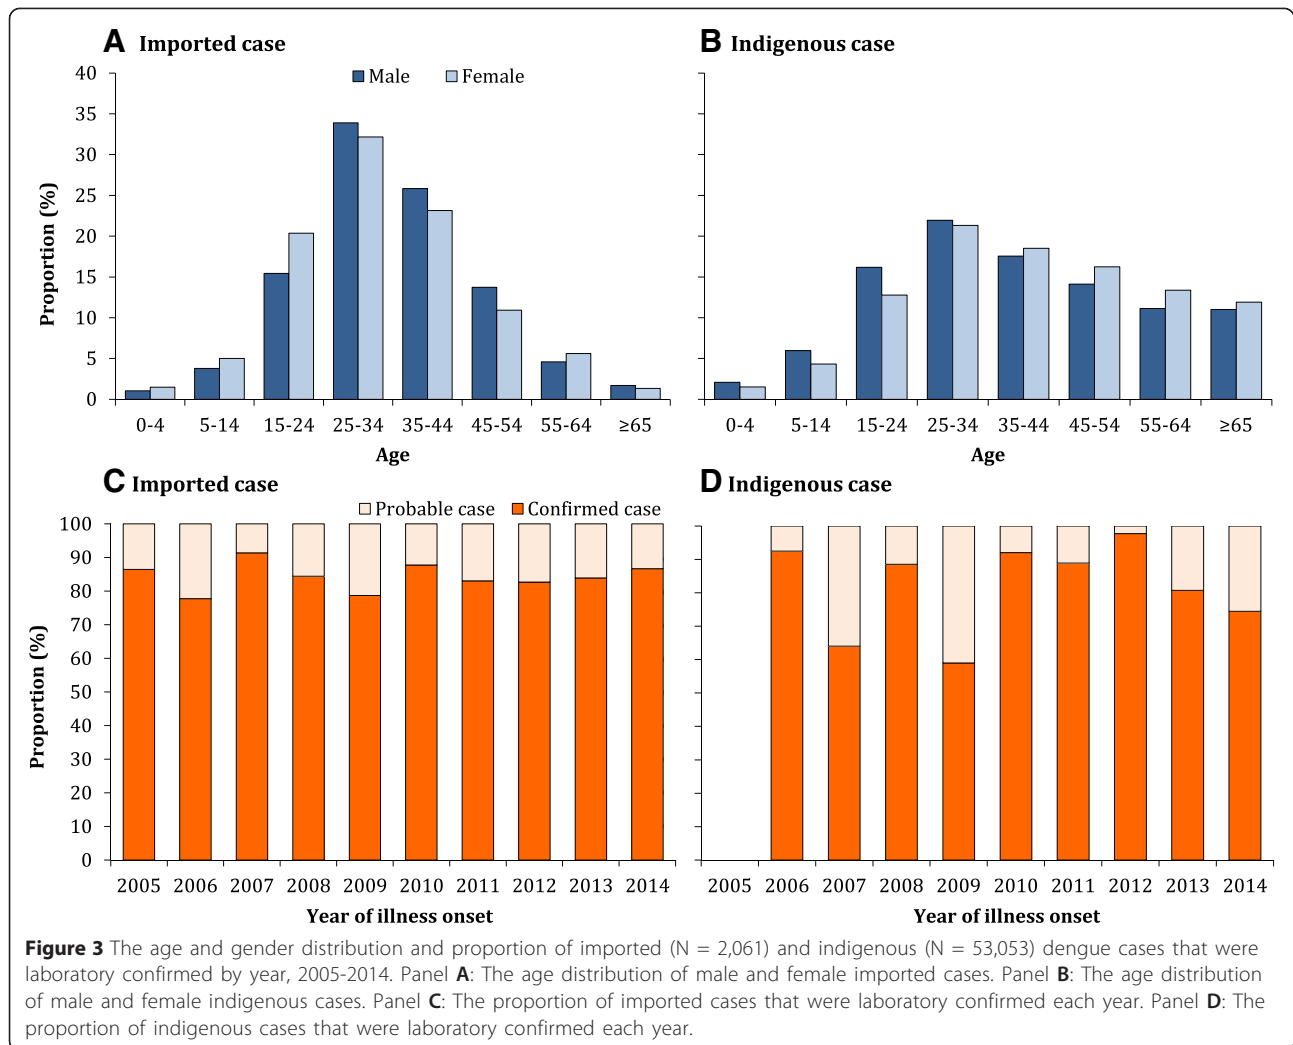 A Imported case
Male Female
40
35
30
25
20
15
10
5
0
Proportion (%)
0-4 5-14 15-24 25-34 35-44 45-54 55-64 ≥65
Age
B Indigenous case
0-4 5-14 15-24 25-34 35-44 45-54 55-64 ≥65
Age
C Imported case
Probable case Confirmed case
100
90
80
70
60
50
40
30
20
10
0
Proportion (%)
2005 2006 2007 2008 2009 2010 2011 2012 2013 2014
Year of illness onset
D Indigenous case
2005 2006 2007 2008 2009 2010 2011 2012 2013 2014
Year of illness onset
Figure 3 The age and gender distribution and proportion of imported (N = 2,061) and indigenous (N = 53,053) dengue cases that were
laboratory confirmed by year, 2005-2014. Panel A: The age distribution of male and female imported cases. Panel B: The age distribution
of male and female indigenous cases. Panel C: The proportion of imported cases that were laboratory confirmed each year. Panel D: The
proportion of indigenous cases that were laboratory confirmed each year.